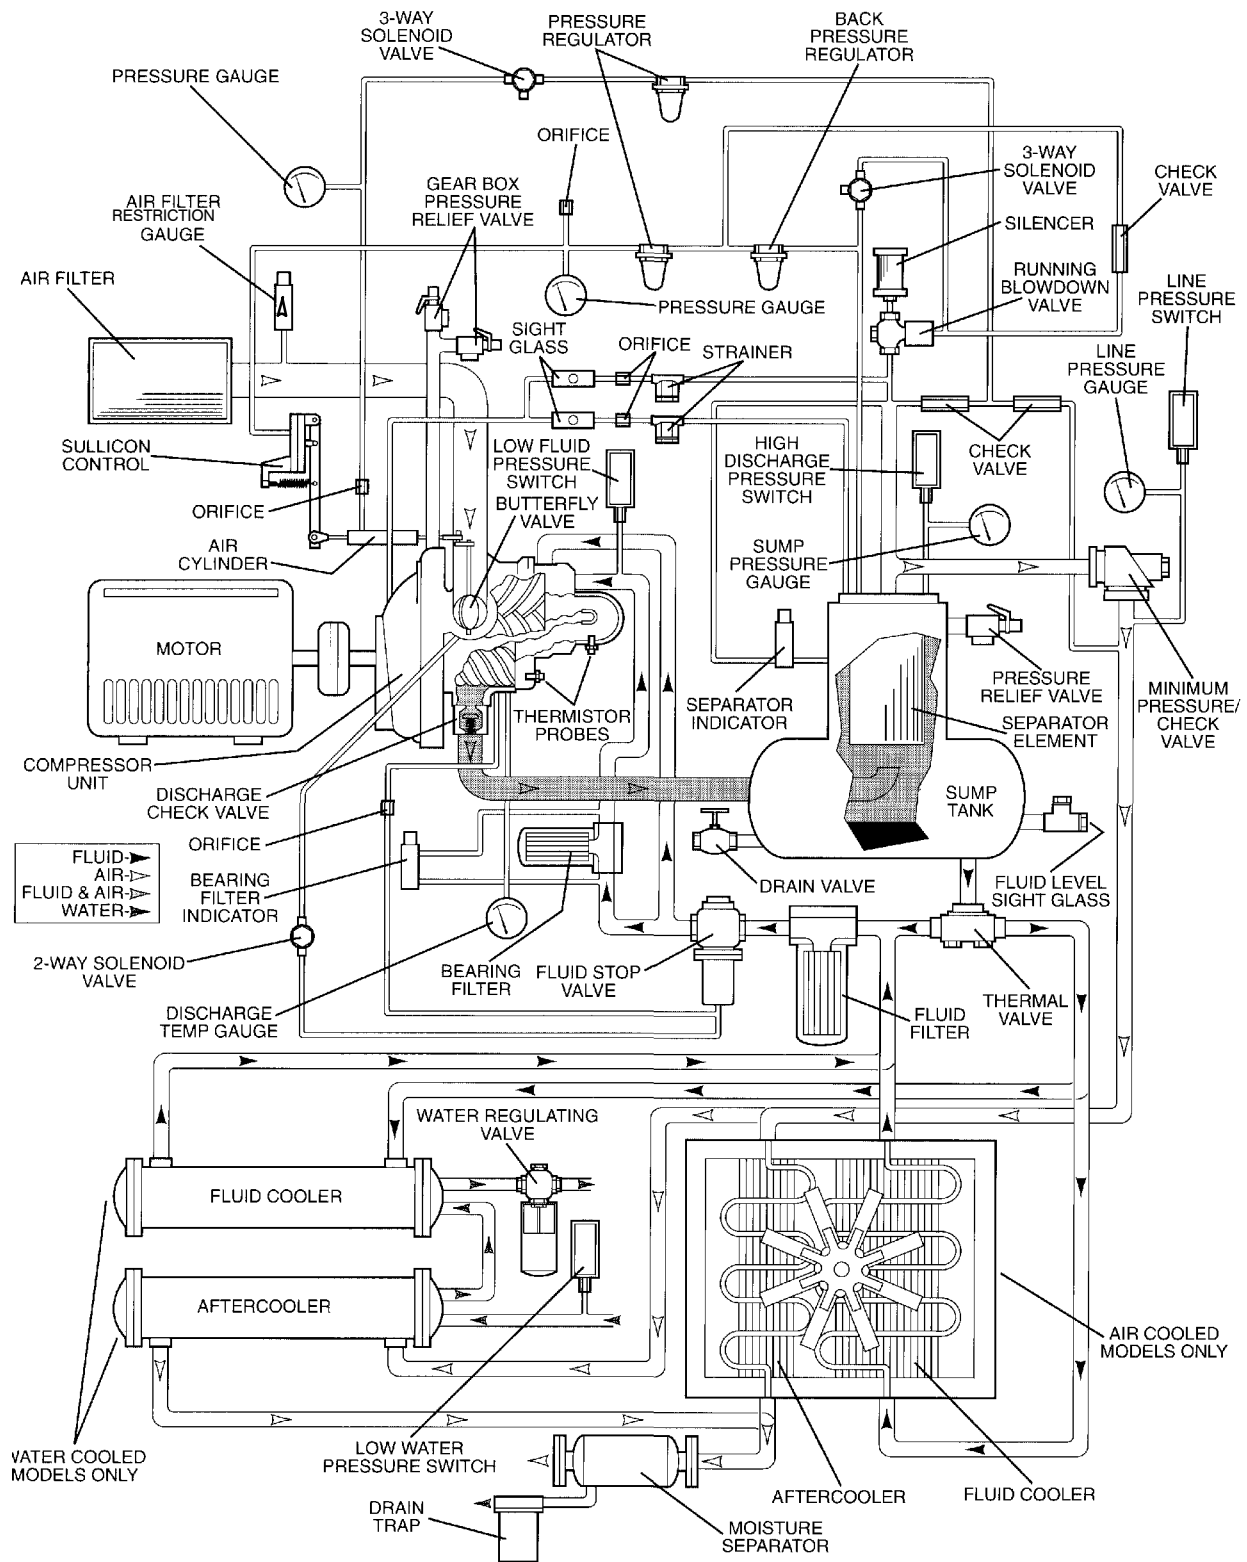 3-WAY
SOLENOID
VALVE
PRESSURE
REGULATOR
BACK
PRESSURE
REGULATOR
PRESSURE GAUGE
ORIFICE
3-WAY
SOLENOID
VALVE
CHECK
VALVE
AIR FILTER
RESTRICTION
GAUGE
GEAR BOX
PRESSURE
RELIEF VALVE
SILENCER
AIR FILTER
RUNNING
BLOWDOWN
VALVE
LINE
PRESSURE
SWITCH
PRESSURE GAUGE
SIGHT
GLASS
ORIFICE
STRAINER
LINE
PRESSURE
GAUGE
SULLICON
CONTROL
LOW FLUID
PRESSURE
SWITCH
HIGH
DISCHARGE
PRESSURE
SWITCH
CHECK
VALVE
BUTTERFLY
VALVE
ORIFICE
AIR
CYLINDER
SUMP
PRESSURE
GAUGE
MOTOR
THERMISTOR
PROBES
SEPARATOR
INDICATOR
PRESSURE
RELIEF VALVE
SEPARATOR
ELEMENT
MINIMUM
PRESSURE/
CHECK
VALVE
COMPRESSOR
UNIT
DISCHARGE
CHECK VALVE
SUMP
TANK
ORIFICE
FLUID
AIR
FLUID & AIR
WATER
BEARING
FILTER
INDICATOR
DRAIN VALVE
FLUID LEVEL
SIGHT GLASS
2-WAY SOLENOID
VALVE
BEARING
FILTER
FLUID STOP
VALVE
DISCHARGE
TEMP GAUGE
FLUID
FILTER
THERMAL
VALVE
WATER REGULATING
VALVE
FLUID COOLER
AFTERCOOLER
AIR COOLED
MODELS ONLY
WATER COOLED
MODELS ONLY
LOW WATER
PRESSURE SWITCH
AFTERCOOLER
FLUID COOLER
DRAIN
TRAP
MOISTURE
SEPARATOR